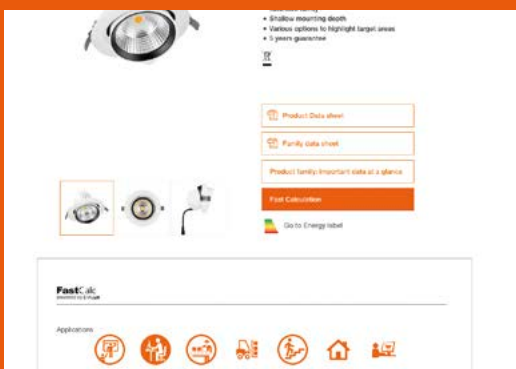 • Shallow mounting depth
• Various options to highlight target areas
• 5 years guarantee
Product Data sheet
Family data sheet
Product family: Important data at a glance
Fast Calculation
Go to Energy label
FastCalc
Applications